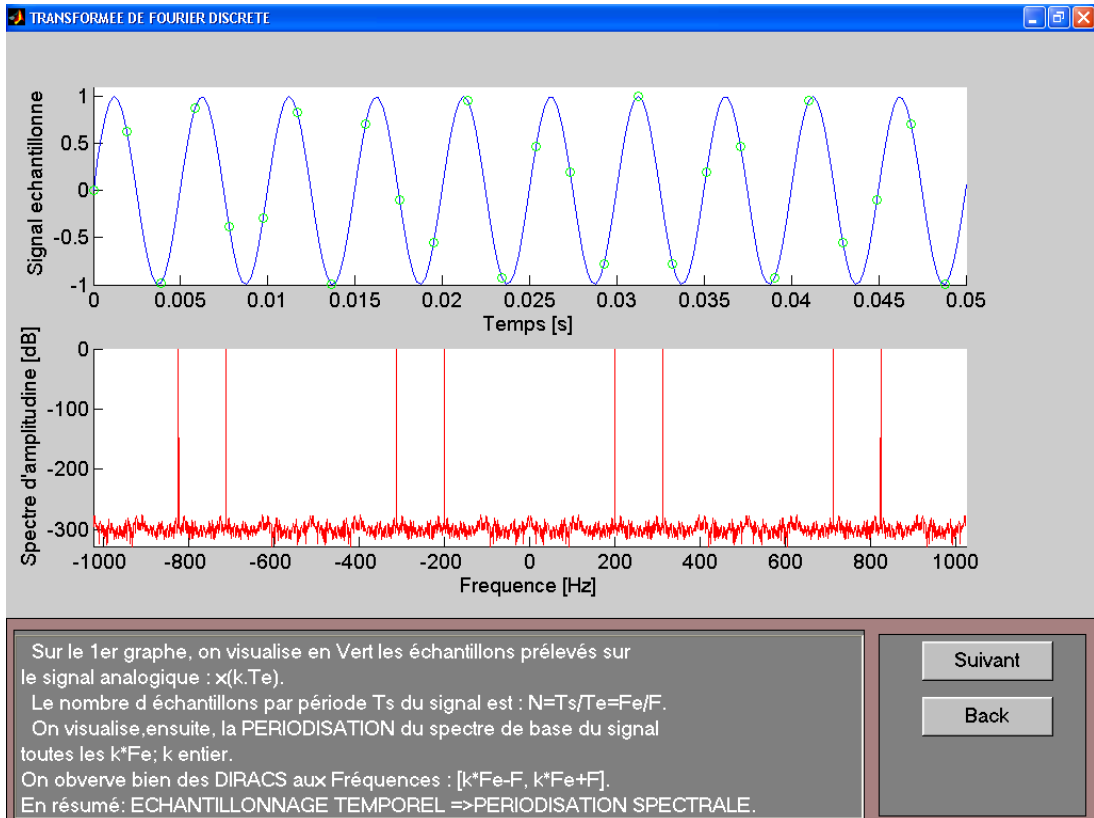 TRANSFORMEE DE FOURIER DISCRETE
Signal echantillonne
1
0.5
0
-0.5
-1
0 0.005 0.01 0.015 0.02 0.025 0.03 0.035 0.04 0.045 0.05
Temps [s]
Spectre d'amplitudine [dB]
0
-100
-200
-300
-1000 -800 -600 -400 -200 0 200 400 600 800 1000
Frequence [Hz]
Sur le 1er graphe, on visualise en Vert les échantillons prélevés sur
le signal analogique : x(k.Te).
Le nombre d échantillons par période Ts du signal est : N=Ts/Te=Fe/F.
On visualise,ensuite, la PERIODISATION du spectre de base du signal
toutes les k*Fe; k entier.
On obverve bien des DIRACS aux Fréquences : [k*Fe-F, k*Fe+F].
En résumé: ECHANTILLONNAGE TEMPOREL =>PERIODISATION SPECTRALE.
Suivant
Back